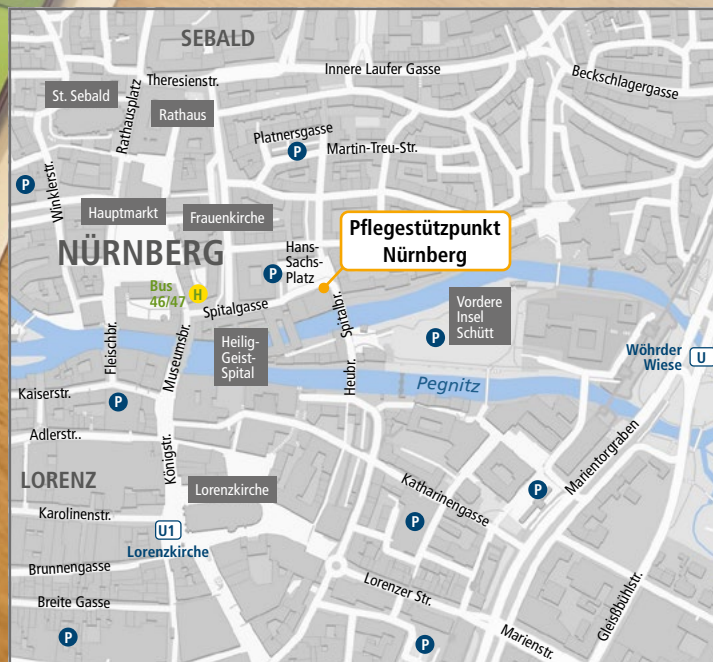 SEBALD
Innere Laufer Gasse
Theresienstr.
Beckschlagergasse
St. Sebald
Rathausplatz
Rathaus
Platnersgasse
P
Martin-Treu-Str.
P
Winklerstr.
Hauptmarkt
Frauenkirche
Pflegestützpunkt
Nürnberg
NÜRNBERG
Hans-
Sachs-
Platz
P
Bus
46/47
H
Spitalgasse
Spitalbr.
Vordere
Insel
Schütt
P
Fleischbr.
Museumsbr.
Heilig-
Geist-
Spital
Heubr.
Pegnitz
Wöhrder
Wiese
U
Kaiserstr.
P
Adlerstr..
Königstr.
Marientorgraben
LORENZ
Lorenzkirche
Katharinengasse
P
Karolinenstr.
P
U1
Lorenzkirche
Brunnengasse
Lorenzer Str.
Gleißbühlstr.
Breite Gasse
P
P
Marienstr.